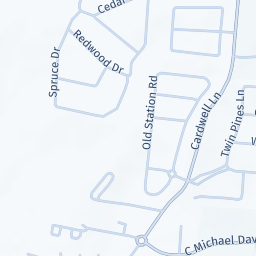 Cedar
Redwood Dr
Spruce Dr
Old Station Rd
Cardwell Ln
Twin Pines Ln
C Michael Dav